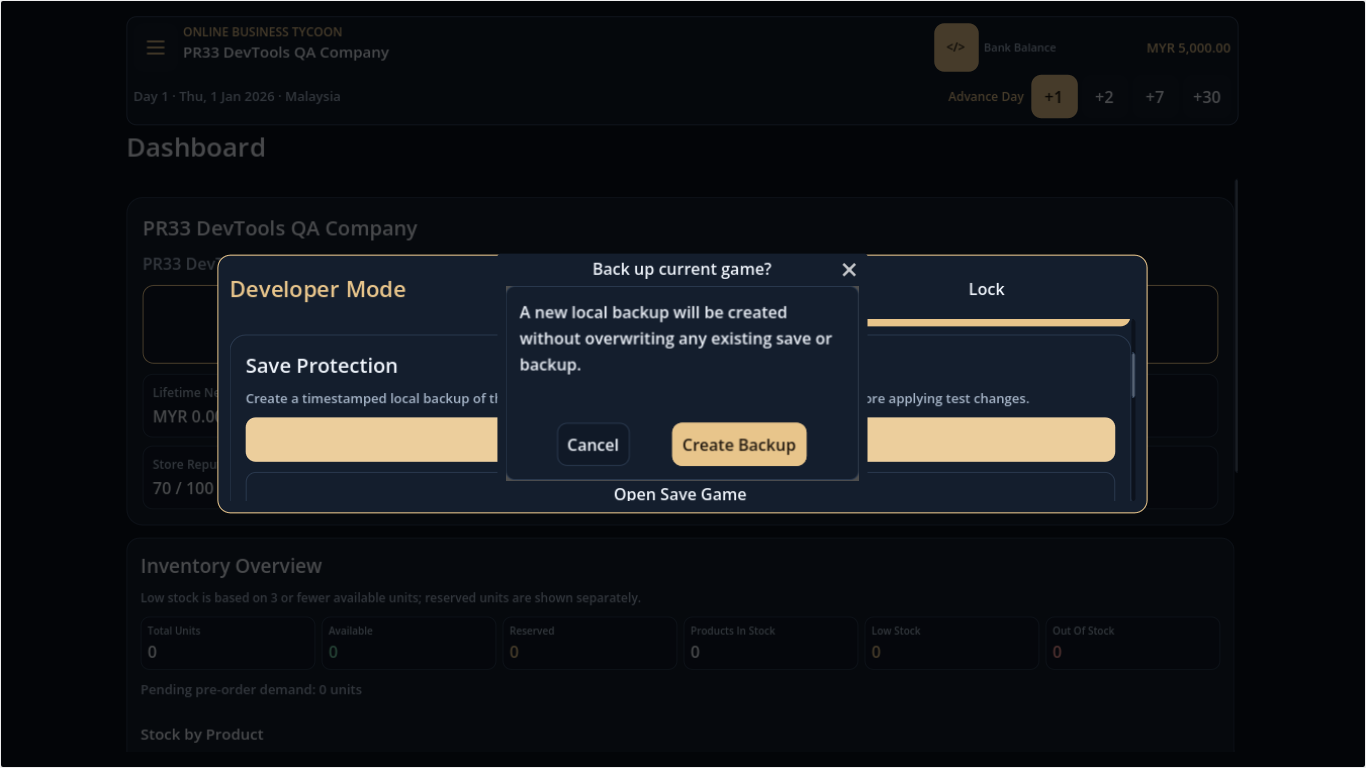 ONLINE BUSINESS TYCOON
PR33 DevTools QA Company
</> Bank Balance MYR 5,000.00
Day 1 · Thu, 1 Jan 2026 · Malaysia
Advance Day +1 +2 +7 +30
Dashboard
PR33 DevTools QA Company
PR33 DevT
Developer Mode
Lock
Back up current game?
A new local backup will be created
without overwriting any existing save or
backup.
Cancel Create Backup
Save Protection
Create a timestamped local backup of th
ore applying test changes.
Open Save Game
Lifetime Ne
MYR 0.00
Store Repu
70 / 100
Inventory Overview
Low stock is based on 3 or fewer available units; reserved units are shown separately.
Total Units Available Reserved Products In Stock Low Stock Out Of Stock
0 0 0 0 0 0
Pending pre-order demand: 0 units
Stock by Product